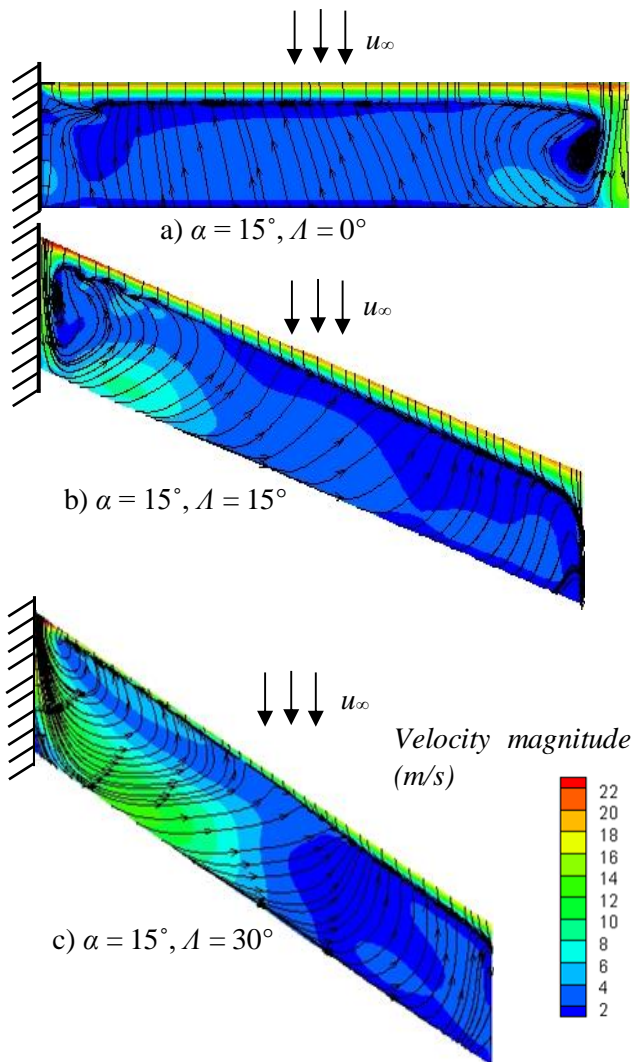 u∞
a) α = 15˚, Λ = 0°
u∞
b) α = 15˚, Λ = 15°
u∞
Velocity magnitude
(m/s)
22
20
18
16
14
12
10
8
6
4
2
c) α = 15˚, Λ = 30°